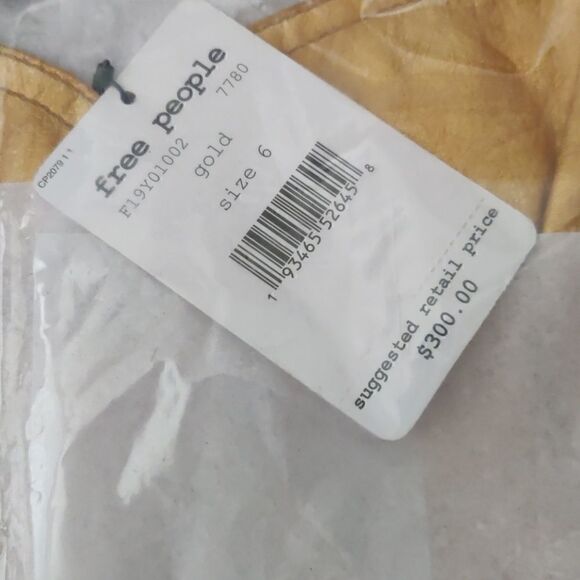 CP2079 1 1
free people
F19Y01002 7780
gold
size 6
1 93465 52645 8
suggested retail price
$300.00